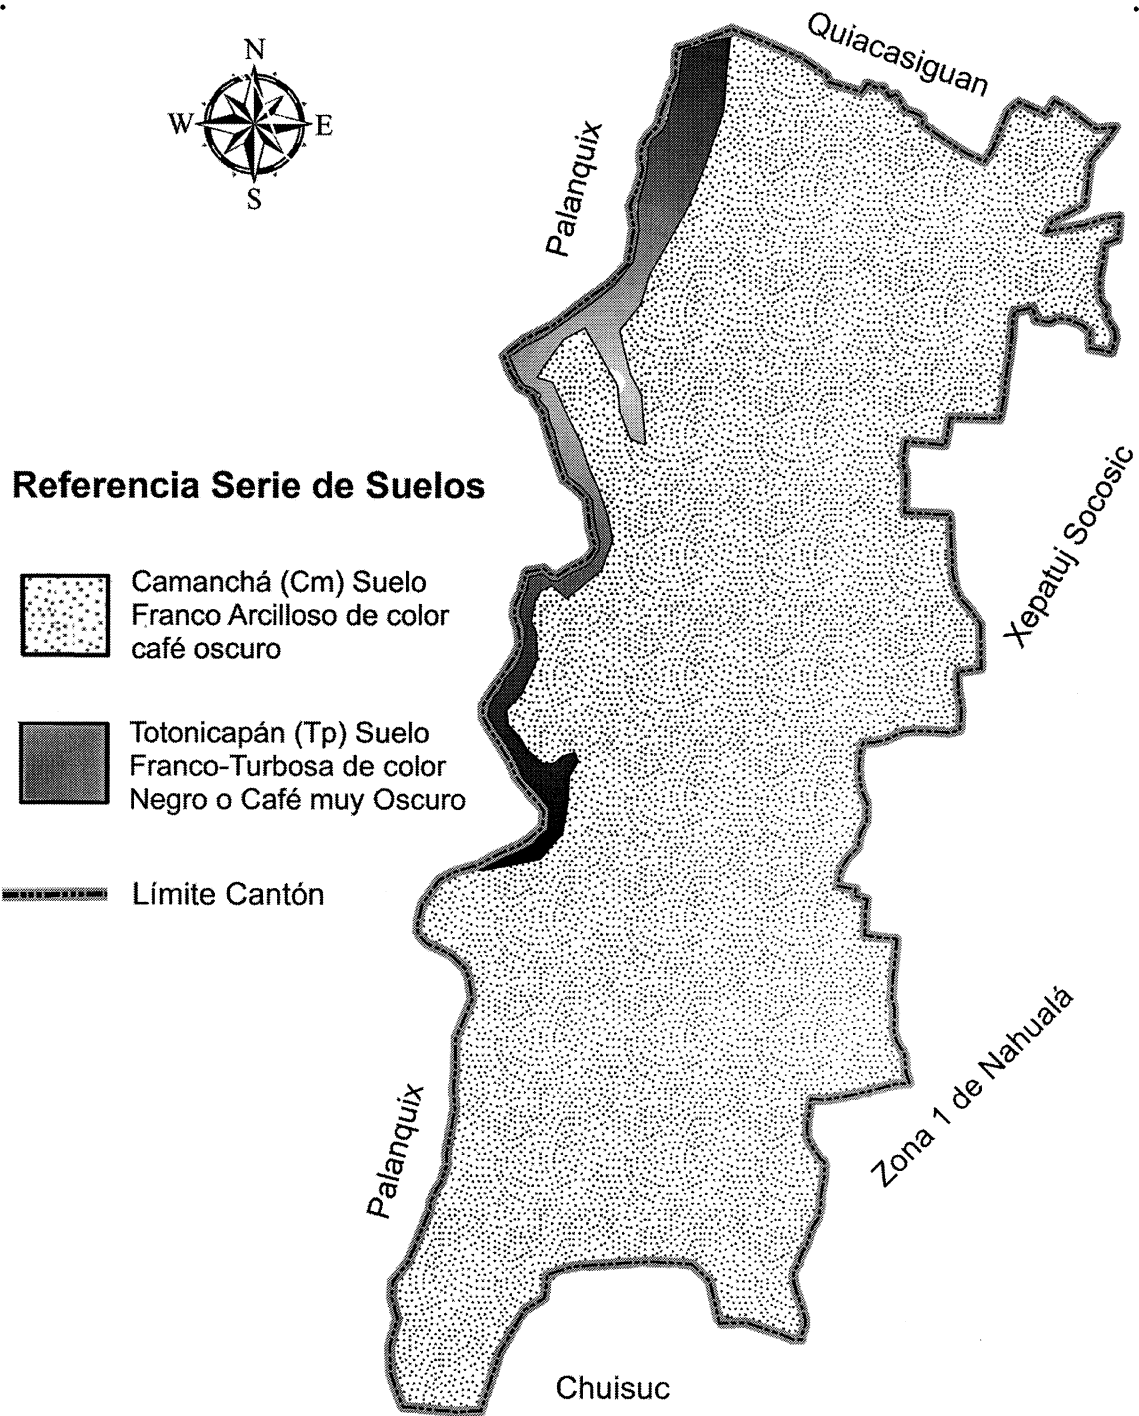 Quiacasiguan
N
W
E
S
Palanquix
Referencia Serie de Suelos
Xepatuj Socosic
Camanchá (Cm) Suelo
Franco Arcilloso de color
café oscuro
Totonicapán (Tp) Suelo
Franco-Turbosa de color
Negro o Café muy Oscuro
Límite Cantón
Zona 1 de Nahualá
Palanquix
Chuisuc